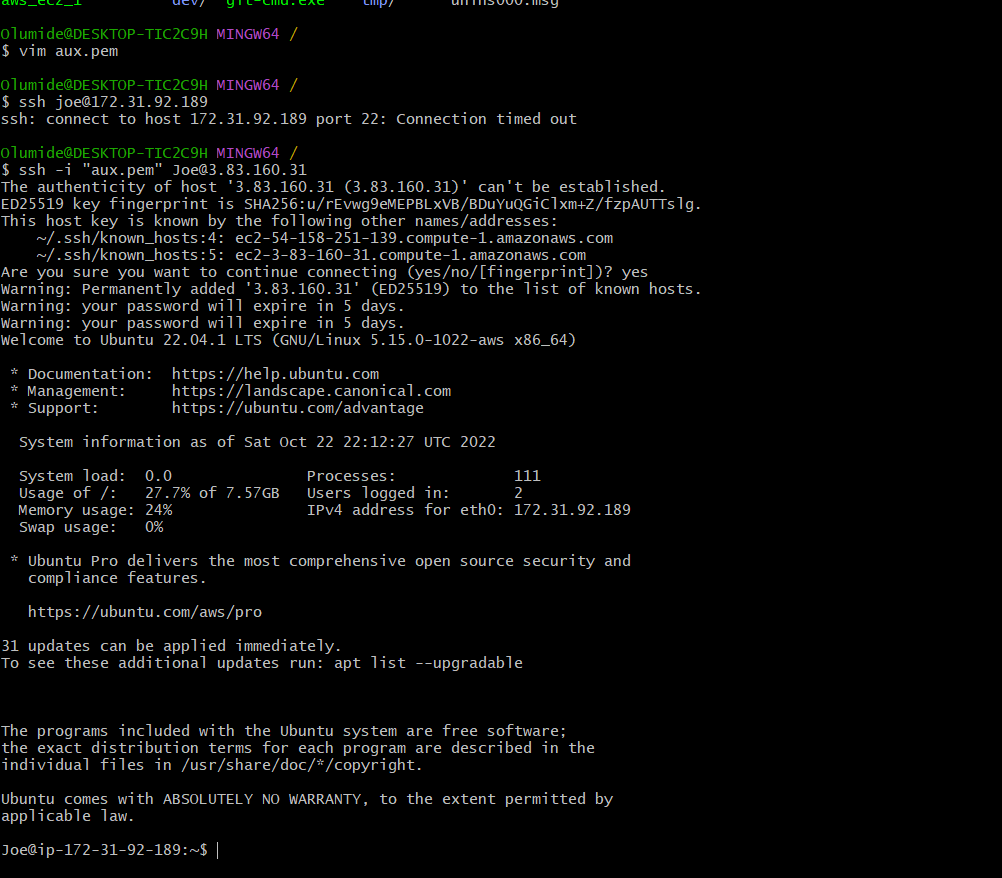 aws_ec2_1 dev/ git-cmd.exe tmp/ unins000.msg
Olumide@DESKTOP-TIC2C9H MINGW64 /
$ vim aux.pem
Olumide@DESKTOP-TIC2C9H MINGW64 /
$ ssh joe@172.31.92.189
ssh: connect to host 172.31.92.189 port 22: Connection timed out
Olumide@DESKTOP-TIC2C9H MINGW64 /
$ ssh -i "aux.pem" Joe@3.83.160.31
The authenticity of host '3.83.160.31 (3.83.160.31)' can't be established.
ED25519 key fingerprint is SHA256:u/rEvwg9eMEPBLxVB/BDuYuQGiClxm+Z/fzpAUTTslg.
This host key is known by the following other names/addresses:
~/.ssh/known_hosts:4: ec2-54-158-251-139.compute-1.amazonaws.com
~/.ssh/known_hosts:5: ec2-3-83-160-31.compute-1.amazonaws.com
Are you sure you want to continue connecting (yes/no/[fingerprint])? yes
Warning: Permanently added '3.83.160.31' (ED25519) to the list of known hosts.
Warning: your password will expire in 5 days.
Warning: your password will expire in 5 days.
Welcome to Ubuntu 22.04.1 LTS (GNU/Linux 5.15.0-1022-aws x86_64)
* Documentation: https://help.ubuntu.com
* Management: https://landscape.canonical.com
* Support: https://ubuntu.com/advantage
System information as of Sat Oct 22 22:12:27 UTC 2022
System load: 0.0 Processes: 111
Usage of /: 27.7% of 7.57GB Users logged in: 2
Memory usage: 24% IPv4 address for eth0: 172.31.92.189
Swap usage: 0%
* Ubuntu Pro delivers the most comprehensive open source security and
compliance features.
https://ubuntu.com/aws/pro
31 updates can be applied immediately.
To see these additional updates run: apt list --upgradable
The programs included with the Ubuntu system are free software;
the exact distribution terms for each program are described in the
individual files in /usr/share/doc/*/copyright.
Ubuntu comes with ABSOLUTELY NO WARRANTY, to the extent permitted by
applicable law.
Joe@ip-172-31-92-189:~$